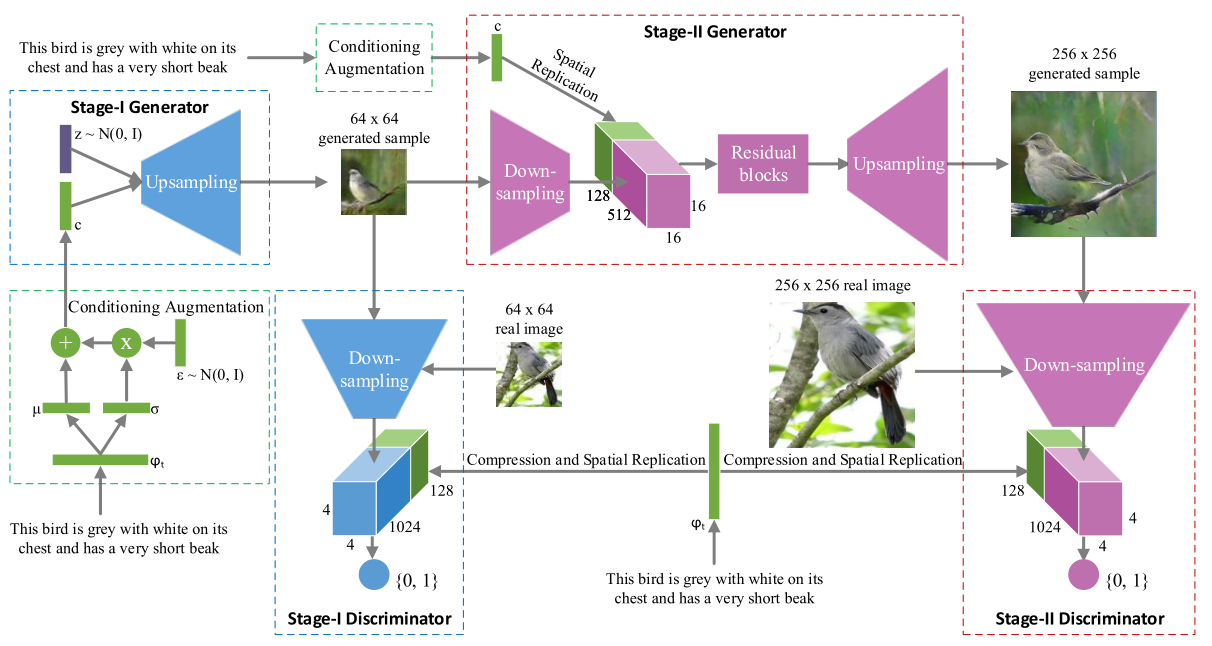 This bird is grey with white on its
chest and has a very short beak
Conditioning
Augmentation
c
Stage-II Generator
Spatial
Replication
256 x 256
generated sample
Stage-I Generator
z ~ N(0, I)
Upsampling
c
64 x 64
generated sample
Down-
sampling
128
512
16
16
Residual
blocks
Upsampling
Conditioning Augmentation
+
x
ε ~ N(0, I)
μ
σ
φt
This bird is grey with white on its
chest and has a very short beak
64 x 64
real image
Down-
sampling
256 x 256 real image
Down-sampling
Compression and Spatial Replication
Compression and Spatial Replication
128
1024
4
4
{0, 1}
Stage-I Discriminator
φt
This bird is grey with white on its
chest and has a very short beak
128
1024
4
4
{0, 1}
Stage-II Discriminator